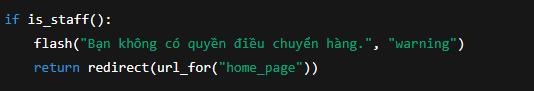 if is_staff():
    flash("Bạn không có quyền điều chuyển hàng.", "warning")
    return redirect(url_for("home_page"))